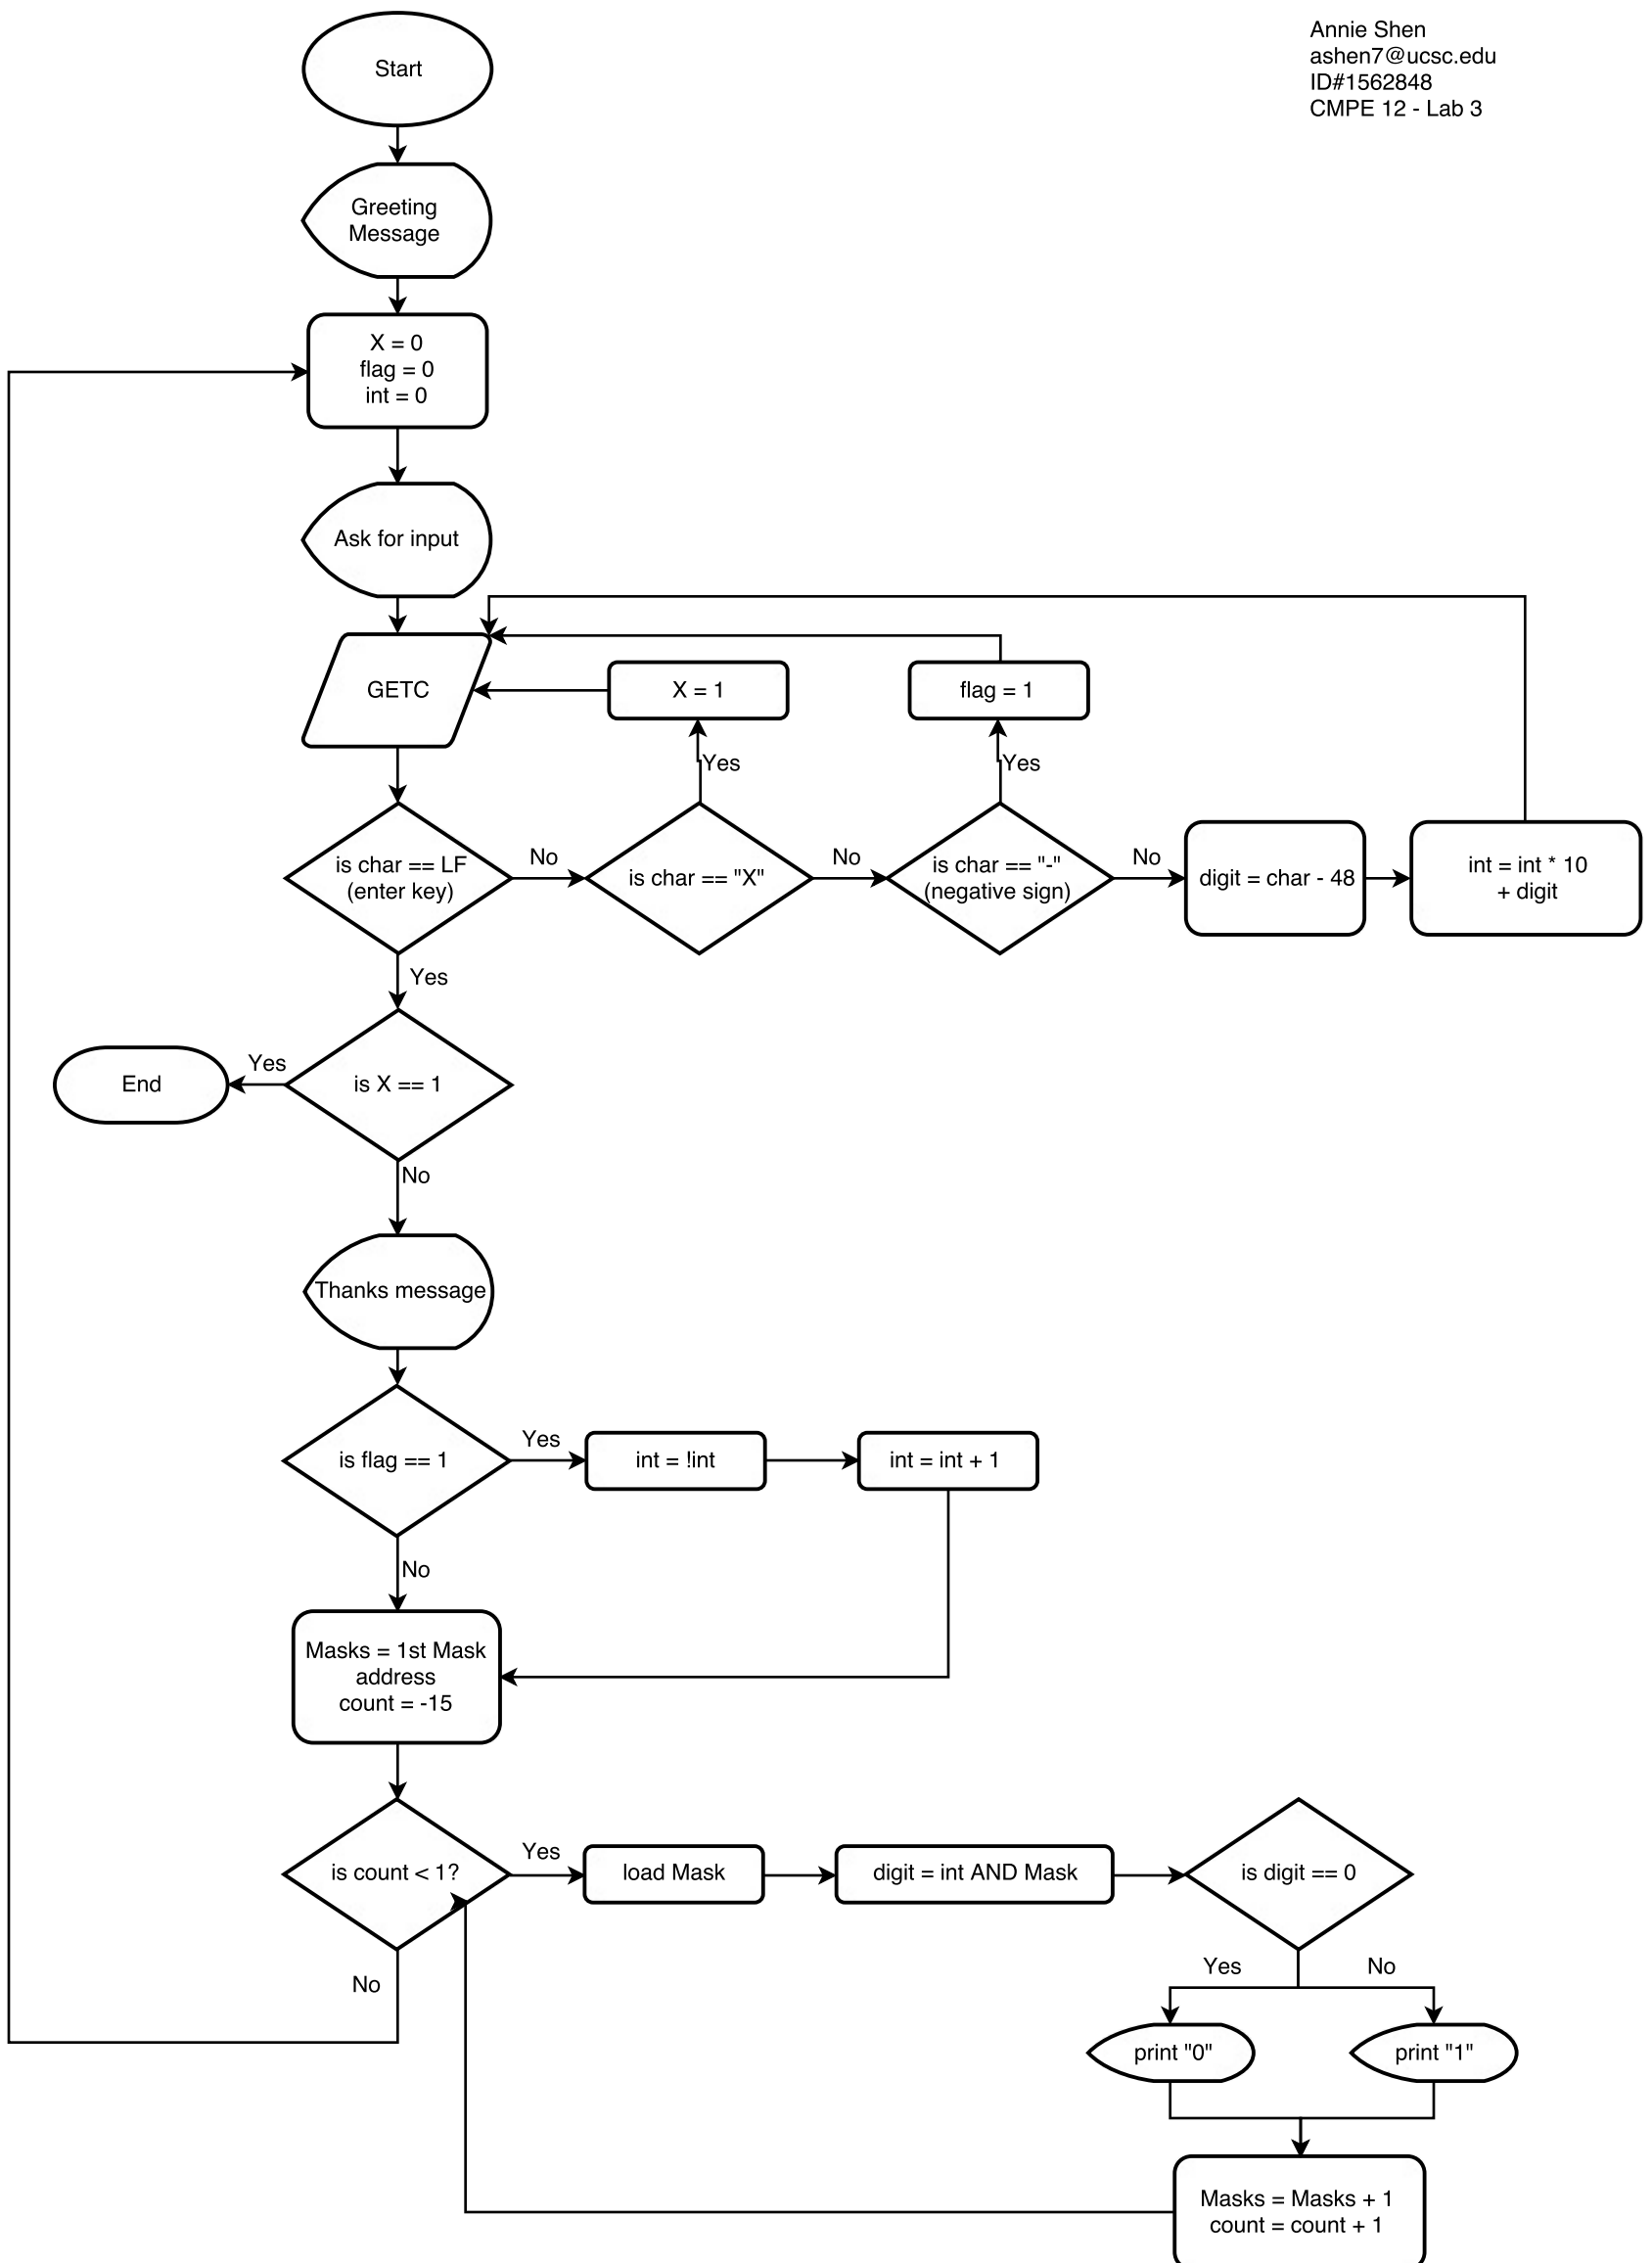 Annie Shen
ashen7@ucsc.edu
ID#1562848
CMPE 12 - Lab 3
Start
Greeting
Message
X = 0
flag = 0
int = 0
Ask for input
GETC
X = 1
flag = 1
Yes
Yes
is char == LF
(enter key)
No
is char == "X"
No
is char == "-"
(negative sign)
No
digit = char - 48
int = int * 10
+ digit
Yes
End
Yes
is X == 1
No
Thanks message
is flag == 1
Yes
int = !int
int = int + 1
No
Masks = 1st Mask
address
count = -15
is count < 1?
Yes
load Mask
digit = int AND Mask
is digit == 0
No
Yes
No
print "0"
print "1"
Masks = Masks + 1
count = count + 1